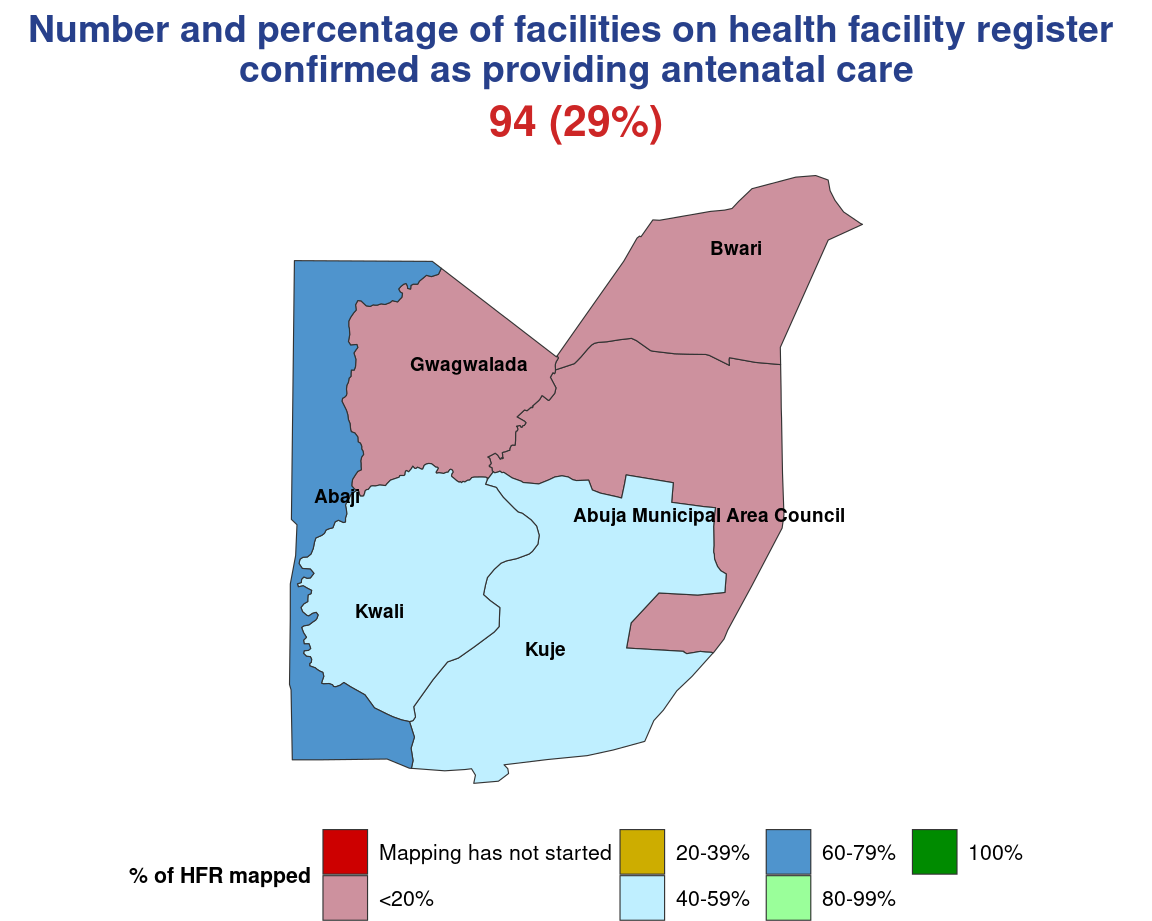 Number and percentage of facilities on health facility register
confirmed as providing antenatal care
94 (29%)
Bwari
Gwagwalada
Abaji
Abuja Municipal Area Council
Kwali
Kuje
% of HFR mapped
Mapping has not started
<20%
20-39%
40-59%
60-79%
80-99%
100%